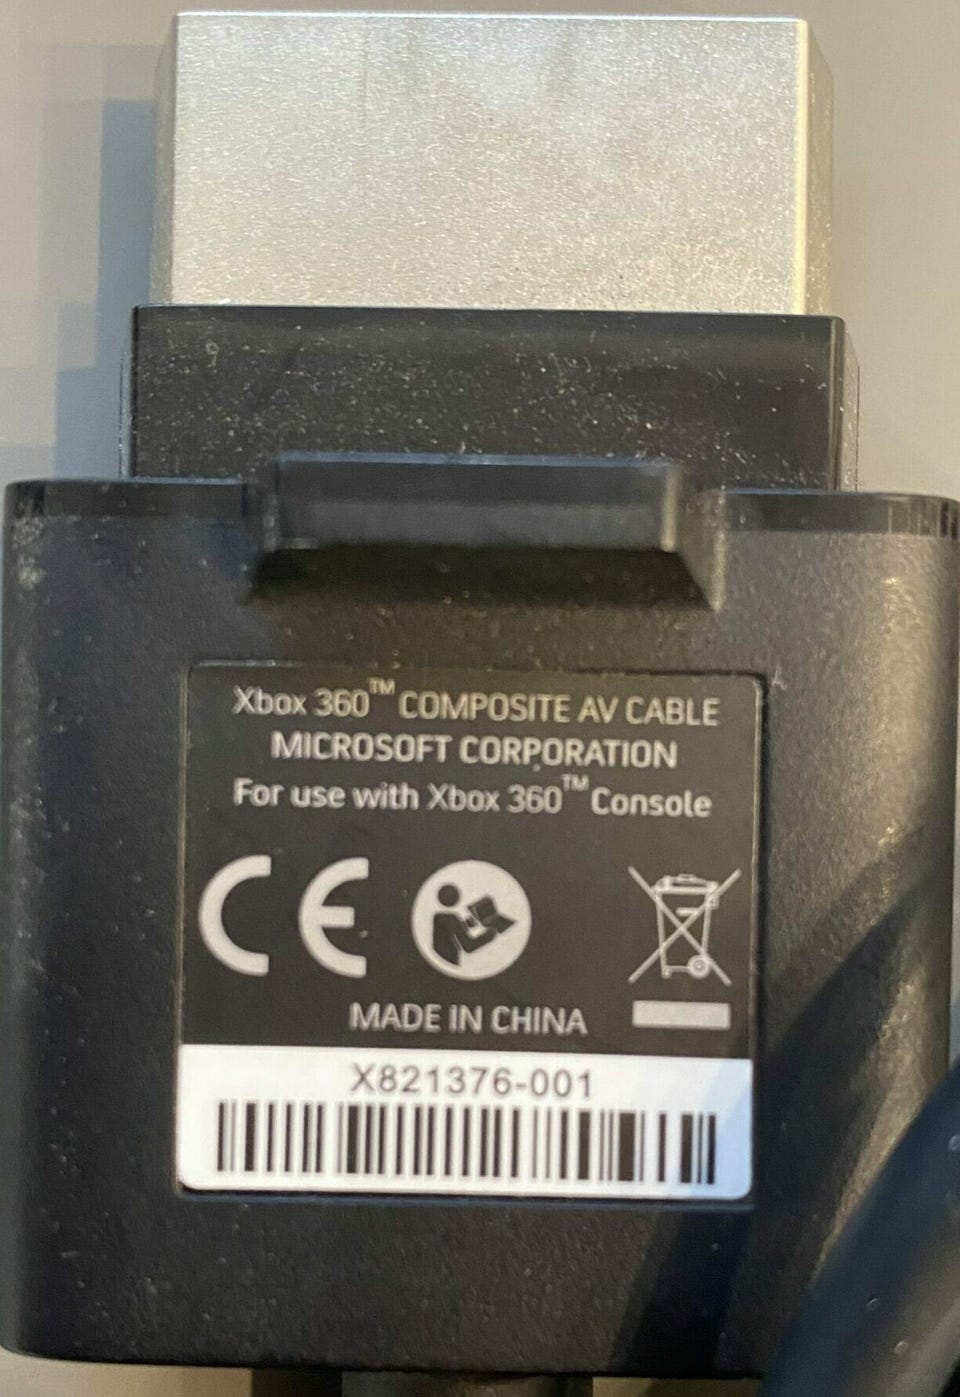 Xbox 360™ COMPOSITE AV CABLE
MICROSOFT CORPORATION
For use with Xbox 360™ Console
CE
MADE IN CHINA
X821376-001